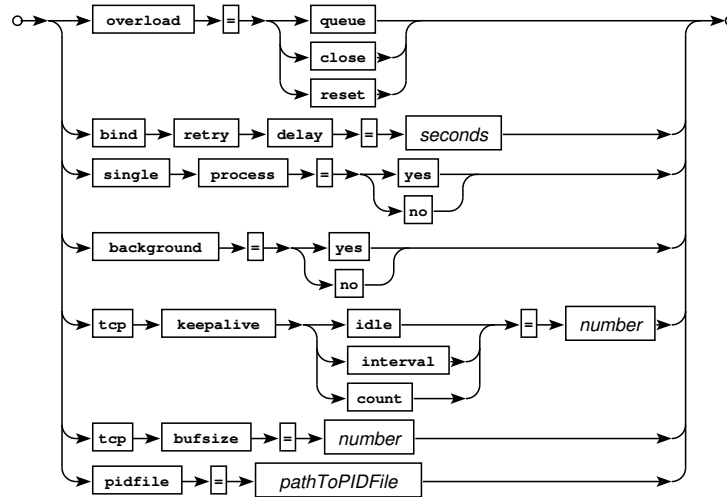 overload = queue
close
reset
bind retry delay = seconds
single process = yes
no
background = yes
no
tcp keepalive idle = number
interval
count
tcp bufsize = number
pidfile = pathToPIDFile